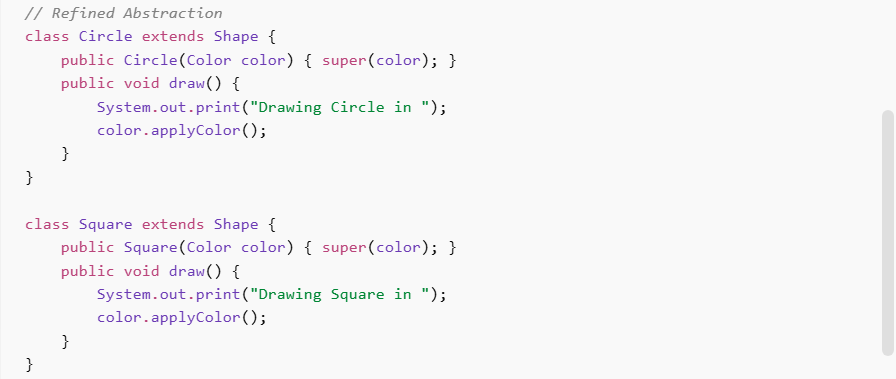 // Refined Abstraction
class Circle extends Shape {
    public Circle(Color color) { super(color); }
    public void draw() {
        System.out.print("Drawing Circle in ");
        color.applyColor();
    }
}

class Square extends Shape {
    public Square(Color color) { super(color); }
    public void draw() {
        System.out.print("Drawing Square in ");
        color.applyColor();
    }
}